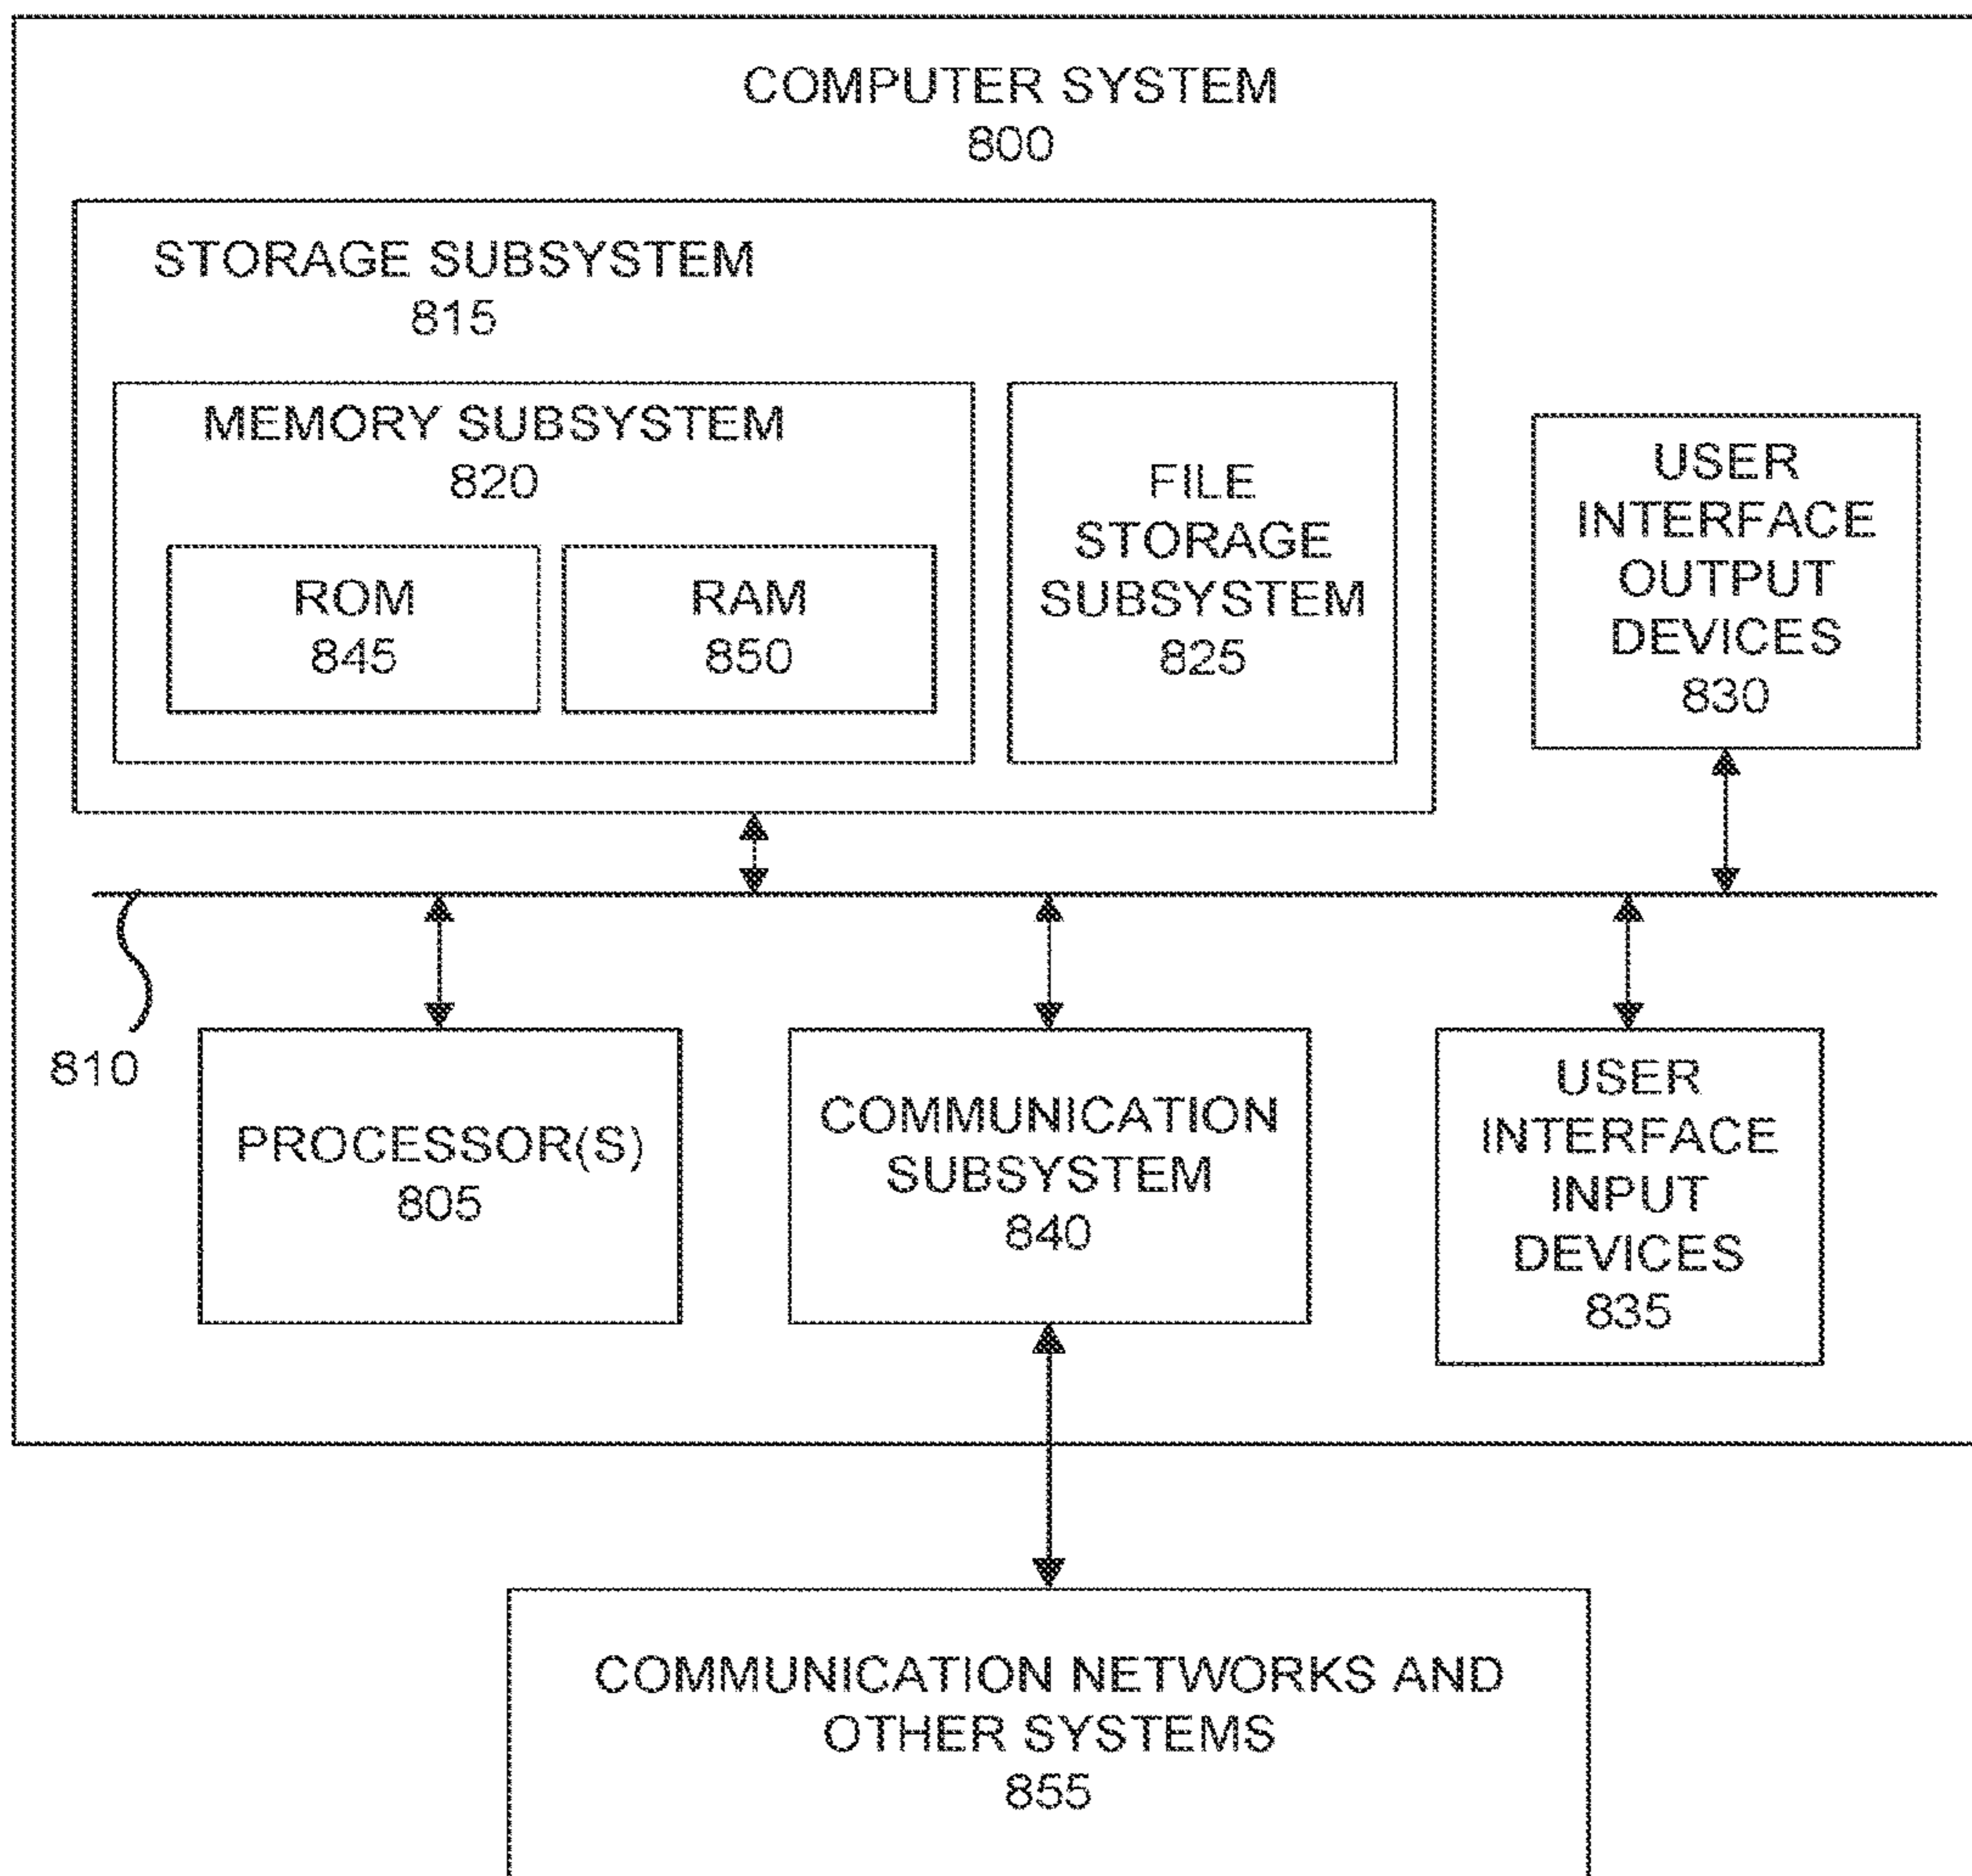 COMPUTER SYSTEM
800
STORAGE SUBSYSTEM
815
MEMORY SUBSYSTEM
820
ROM
845
RAM
850
FILE
STORAGE
SUBSYSTEM
825
USER
INTERFACE
OUTPUT
DEVICES
830
810
PROCESSOR(S)
805
COMMUNICATION
SUBSYSTEM
840
USER
INTERFACE
INPUT
DEVICES
835
COMMUNICATION NETWORKS AND
OTHER SYSTEMS
855